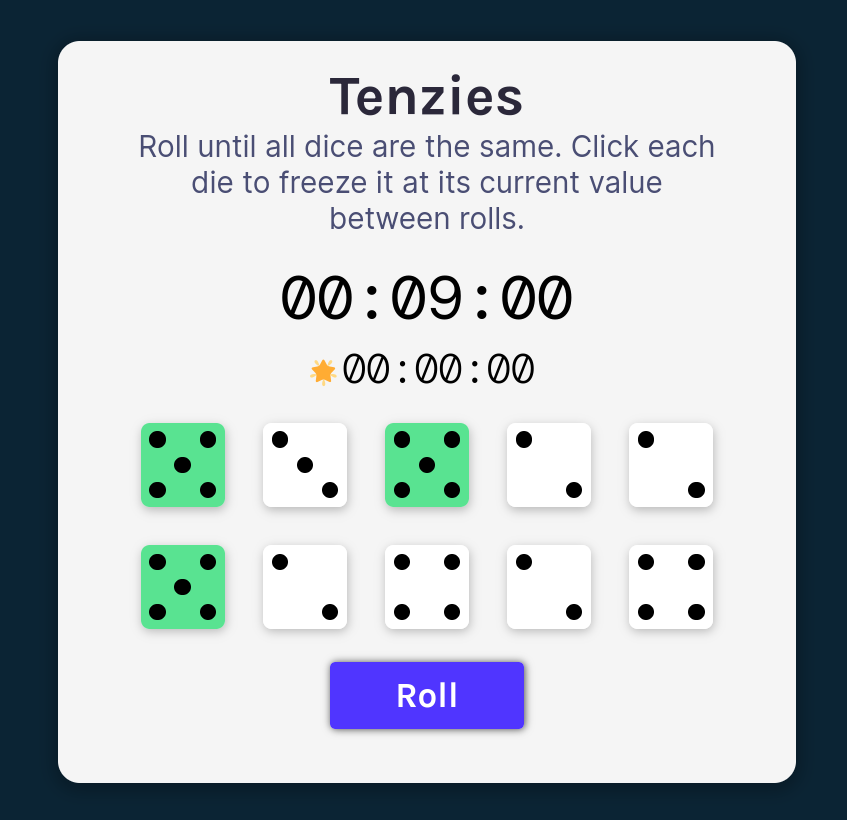 Tenzies
Roll until all dice are the same. Click each
die to freeze it at its current value
between rolls.
00:09:00
00:00:00
Roll